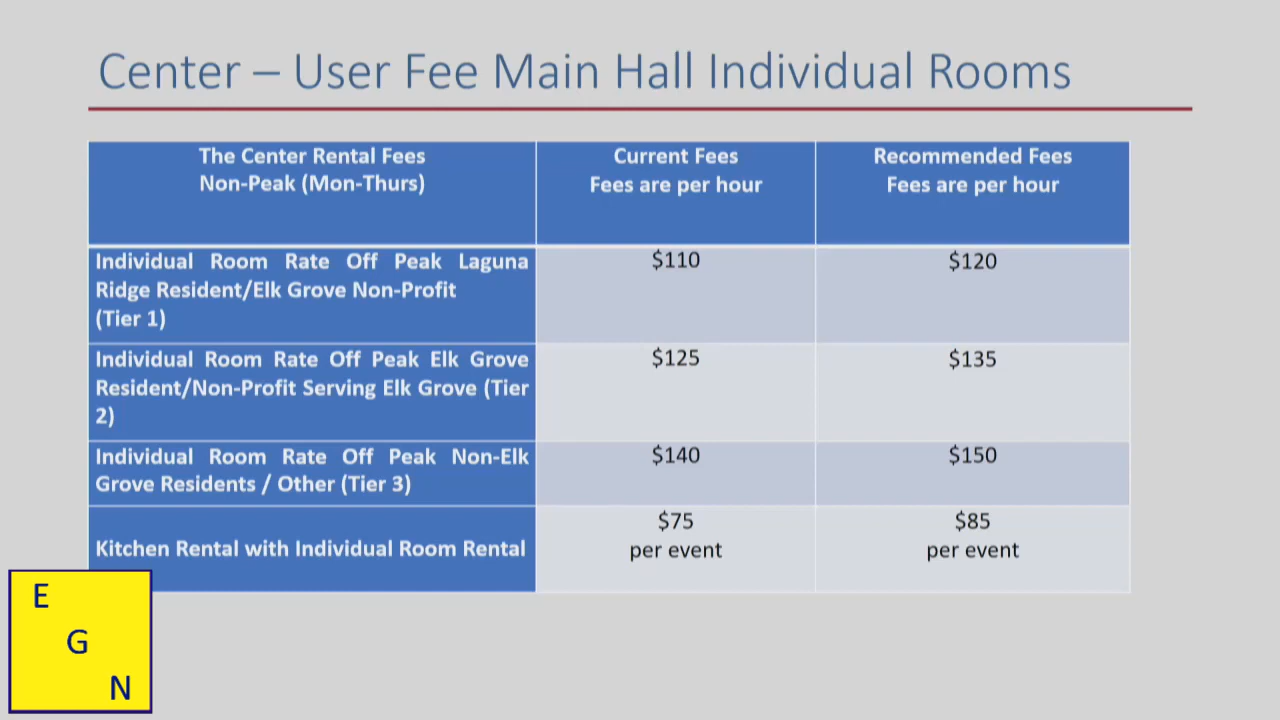 Center – User Fee Main Hall Individual Rooms
The Center Rental Fees
Non-Peak (Mon-Thurs)
Current Fees
Fees are per hour
Recommended Fees
Fees are per hour
Individual Room Rate Off Peak Laguna
Ridge Resident/Elk Grove Non-Profit
(Tier 1)
$110
$120
Individual Room Rate Off Peak Elk Grove
Resident/Non-Profit Serving Elk Grove (Tier
2)
$125
$135
Individual Room Rate Off Peak Non-Elk
Grove Residents / Other (Tier 3)
$140
$150
Kitchen Rental with Individual Room Rental
$75
per event
$85
per event
E
G
N